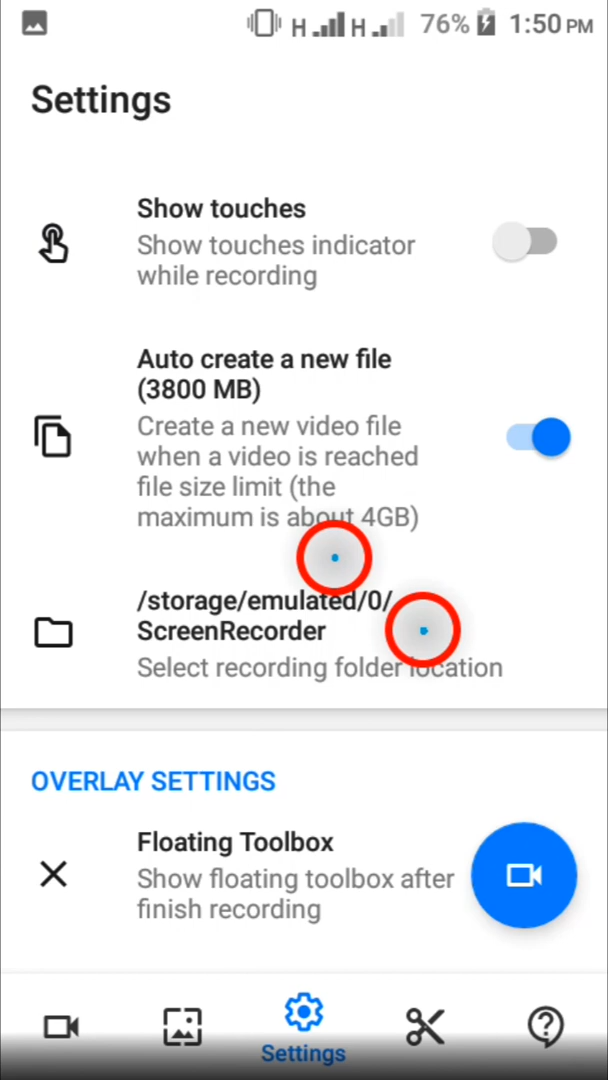 H H 76% 1:50 PM
Settings
Show touches
Show touches indicator
while recording
Auto create a new file
(3800 MB)
Create a new video file
when a video is reached
file size limit (the
maximum is about 4GB)
/storage/emulated/0/
ScreenRecorder
Select recording folder location
OVERLAY SETTINGS
Floating Toolbox
Show floating toolbox after
finish recording
Settings